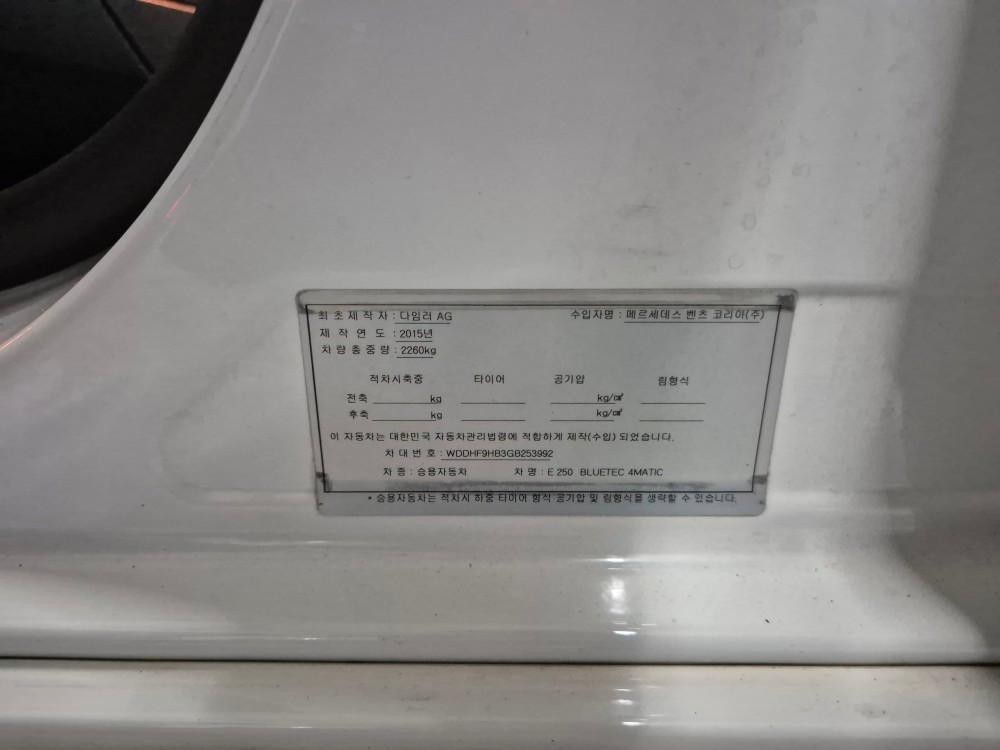 최초제작자 : 다임러 AG 수입자명 : 메르세데스 벤츠 코리아(주)
제작연도 : 2015년
차량총중량 : 2260kg
적차시축중 타이어 공기압 림형식
전축 kg kg/㎠
후축 kg kg/㎠
이 자동차는 대한민국 자동차관리법령에 적합하게 제작(수입) 되었습니다.
차대번호 : WDDHF9HB3GB253992
차종 : 승용자동차 차명 : E 250 BLUETEC 4MATIC
* 승용자동차는 적차시 하중 타이어 형식 공기압 및 림형식을 생략할 수 있습니다.